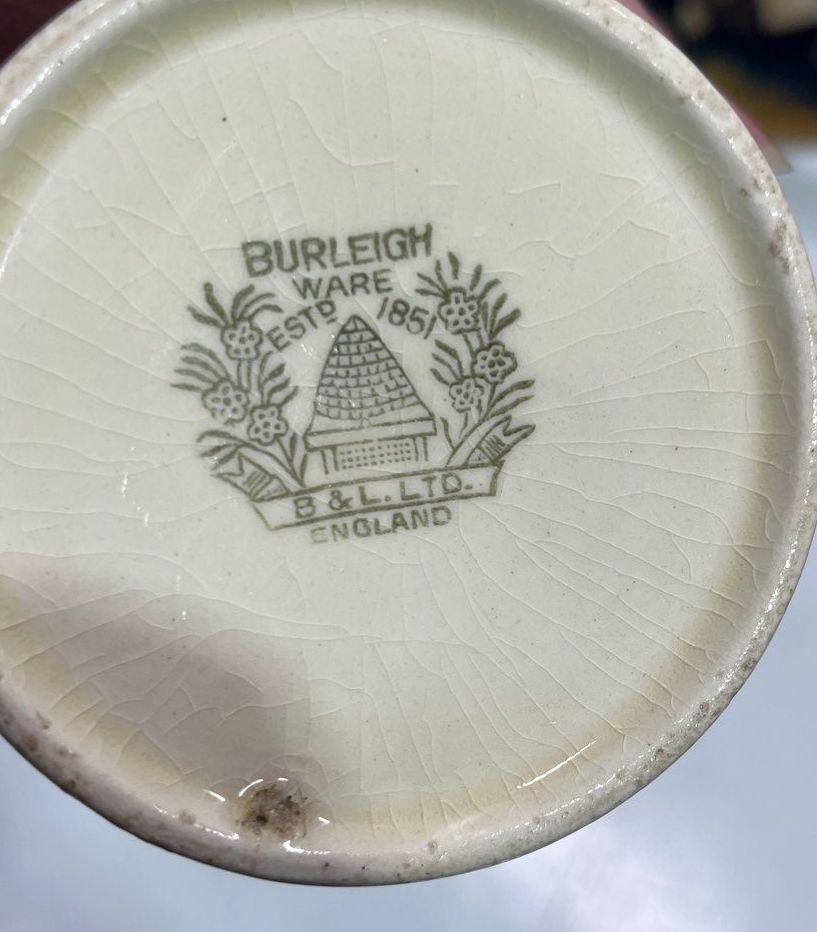 BURLEIGH
WARE
ESTD 1851
B & L. LTD.
ENGLAND